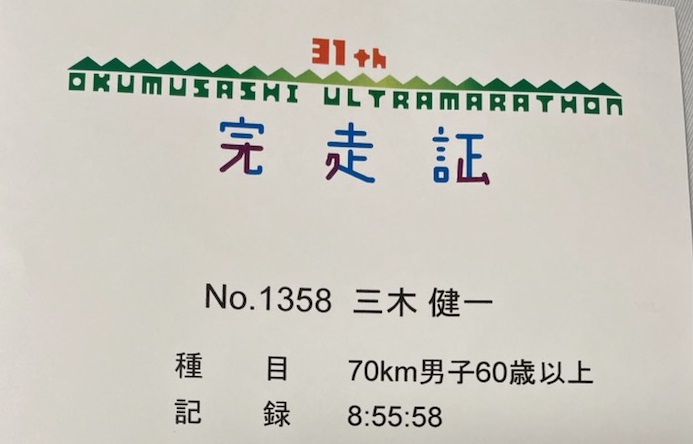 31th
OKUMUSASHI ULTRAMARATHON
完走証
No.1358 三木 健一
種 目 70km男子60歳以上
記 録 8:55:58